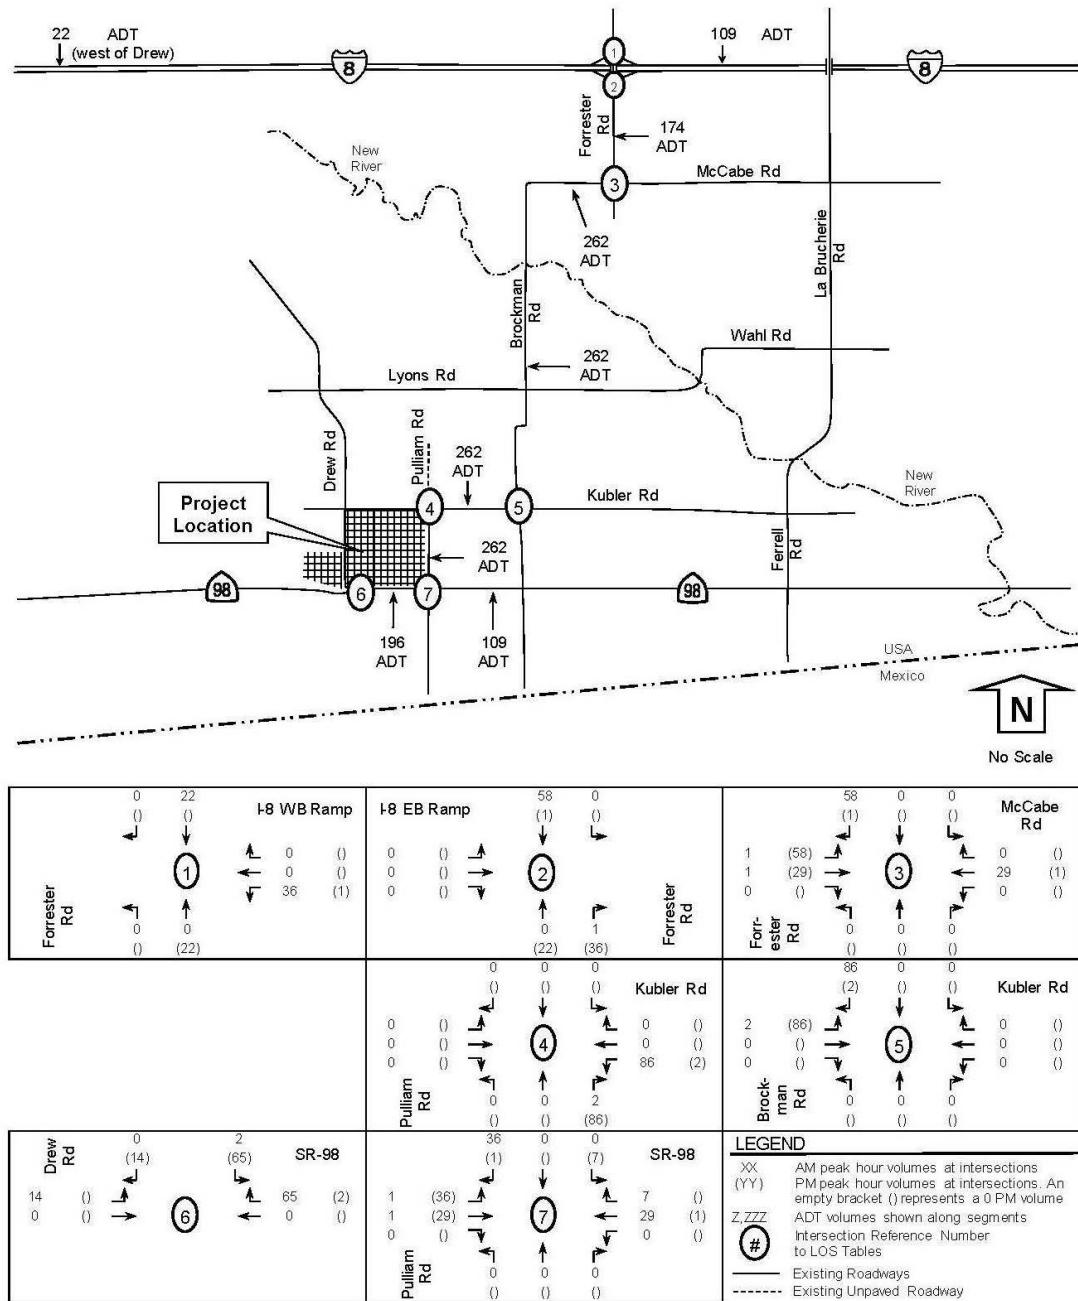 22 ADT
(west of Drew)
109 ADT
8
8
1
2
Forrester Rd
174 ADT
New River
3
McCabe Rd
262 ADT
La Brucherie Rd
Brockman Rd
Wahl Rd
262 ADT
Lyons Rd
Pulliam Rd
Drew Rd
262 ADT
New River
Project Location
4
5
Kubler Rd
262 ADT
Ferrell Rd
98
6
7
98
196 ADT
109 ADT
USA
Mexico
N
No Scale
0 22
() ()
I-8 WB Ramp
1
0 ()
0 ()
36 (1)
Forrester Rd
0 0
() (22)
I-8 EB Ramp
58 0
(1) ()
0 ()
0 ()
0 ()
2
0 1
(22) (36)
Forrester Rd
58 0 0
(1) () ()
McCabe Rd
1 (58)
1 (29)
0 ()
3
0 ()
29 (1)
0 ()
Forr-ester Rd
0 0 0
() () ()
0 0 0
() () ()
Kubler Rd
0 ()
0 ()
0 ()
4
0 ()
0 ()
86 (2)
Pulliam Rd
0 0 2
() () (86)
86 0 0
(2) () ()
Kubler Rd
2 (86)
0 ()
0 ()
5
0 ()
0 ()
0 ()
Brock-man Rd
0 0 0
() () ()
Drew Rd
0 2
(14) (65)
SR-98
14 ()
0 ()
6
65 (2)
0 ()
36 0 0
(1) () (7)
SR-98
1 (36)
1 (29)
0 ()
7
7 ()
29 (1)
0 ()
Pulliam Rd
0 0 0
() () ()
LEGEND
XX AM peak hour volumes at intersections
(YY) PM peak hour volumes at intersections. An
empty bracket () represents a 0 PM volume
Z,ZZZ ADT volumes shown along segments
# Intersection Reference Number
to LOS Tables
Existing Roadways
Existing Unpaved Roadway